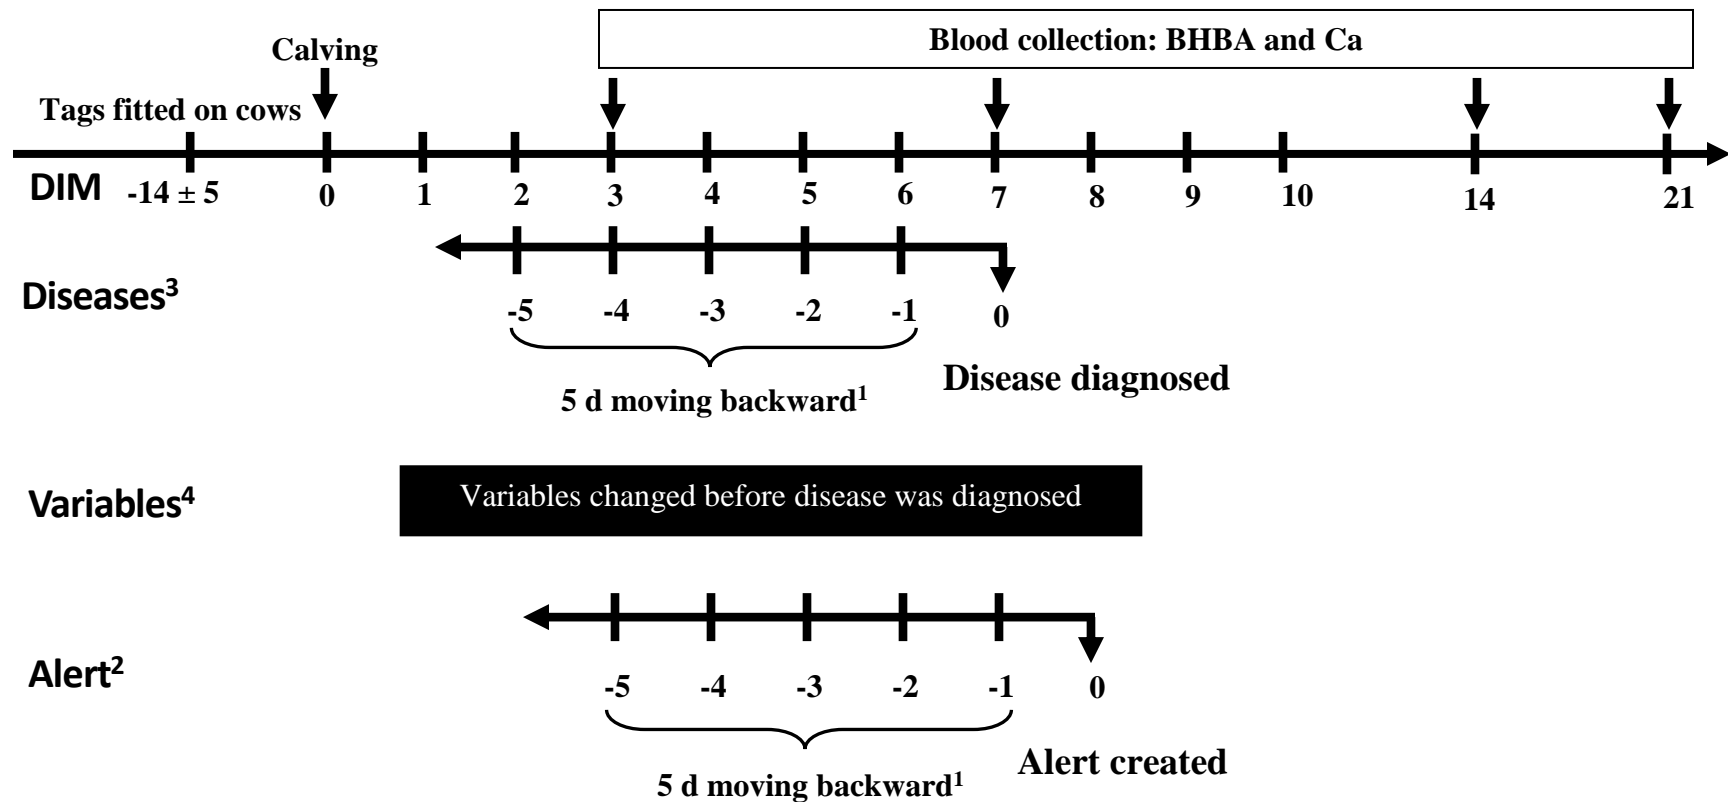 Blood collection: BHBA and Ca
Calving
Tags fitted on cows
DIM -14 ± 5 0 1 2 3 4 5 6 7 8 9 10 14 21
Diseases³
-5 -4 -3 -2 -1 0
Disease diagnosed
5 d moving backward¹
Variables⁴
Variables changed before disease was diagnosed
Alert²
-5 -4 -3 -2 -1 0
Alert created
5 d moving backward¹